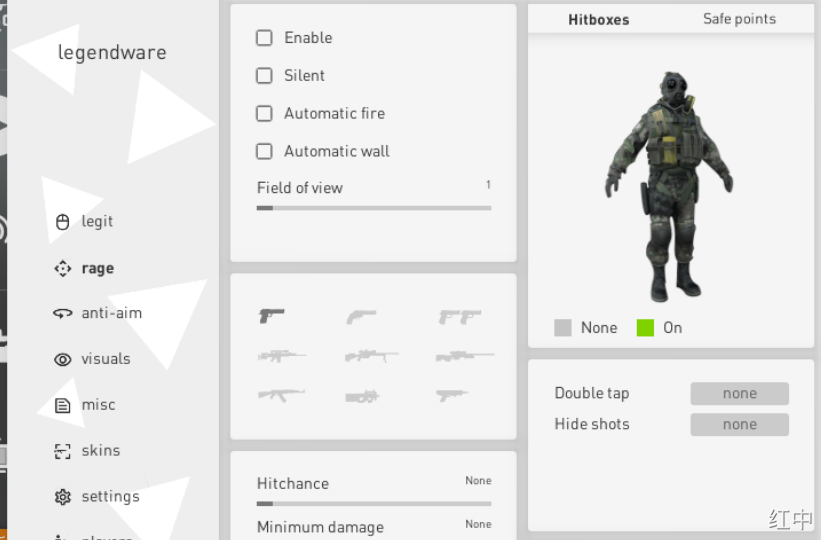 legendware
legit
rage
anti-aim
visuals
misc
skins
settings
players
Enable
Silent
Automatic fire
Automatic wall
Field of view 1
Hitchance None
Minimum damage None
Hitboxes Safe points
None On
Double tap none
Hide shots none
红中